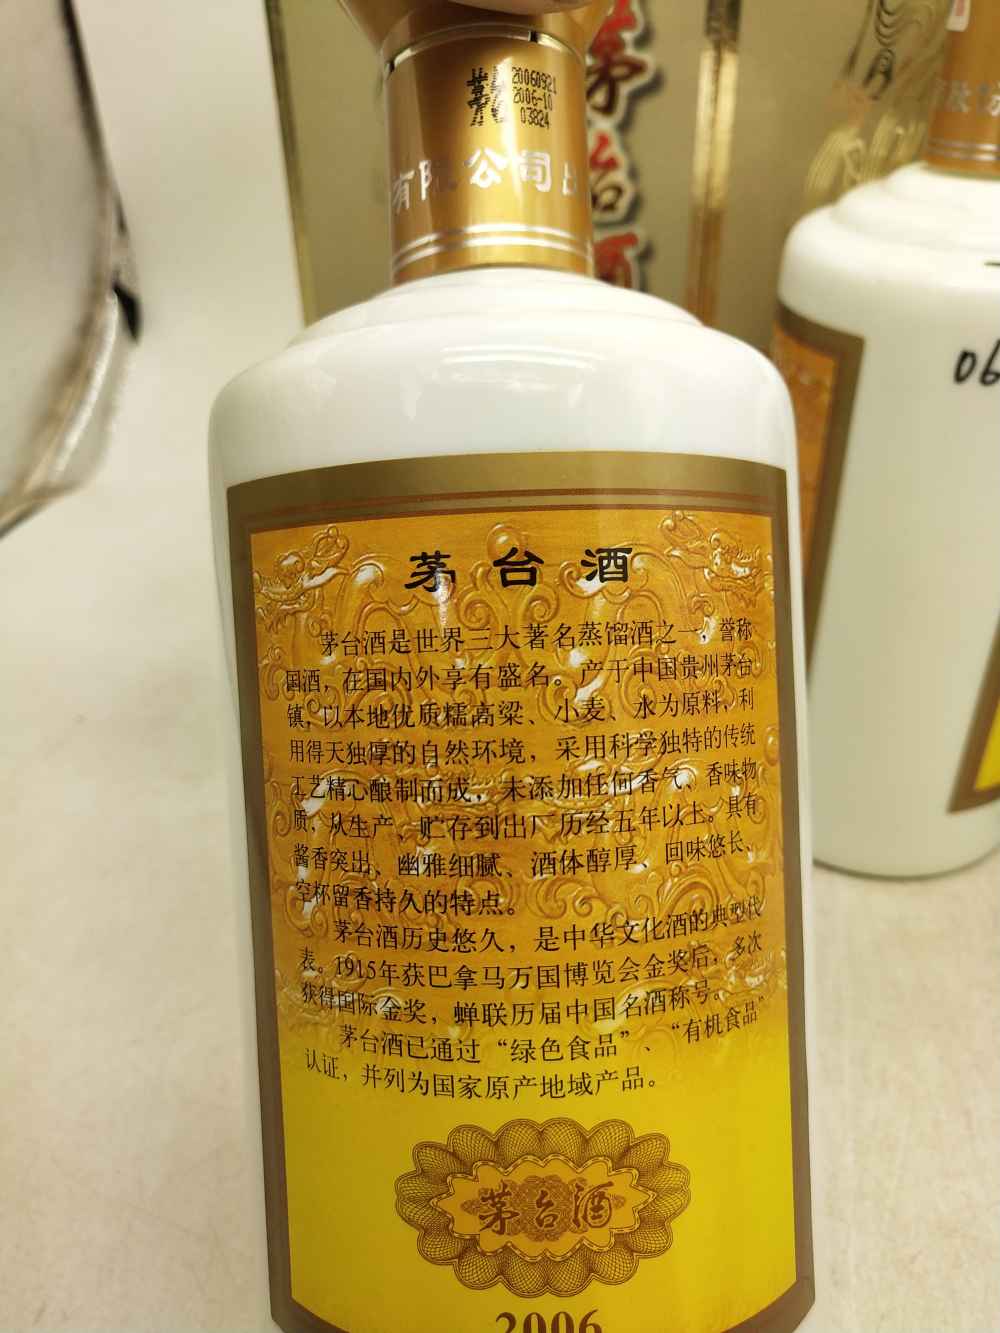 20060921
2006-10
03824
有限公司出
茅台酒
06
茅台酒
茅台酒是世界三大著名蒸馏酒之一，誉称
国酒，在国内外享有盛名。产于中国贵州茅台
镇，以本地优质糯高粱、小麦、水为原料，利
用得天独厚的自然环境，采用科学独特的传统
工艺精心酿制而成，未添加任何香气、香味物
质，从生产、贮存到出厂历经五年以上。具有
酱香突出、幽雅细腻、酒体醇厚、回味悠长、
空杯留香持久的特点。
茅台酒历史悠久，是中华文化酒的典型代
表。1915年获巴拿马万国博览会金奖后，多次
获得国际金奖，蝉联历届中国名酒称号。
茅台酒已通过“绿色食品”、“有机食品”
认证，并列为国家原产地域产品。
茅台酒
2006